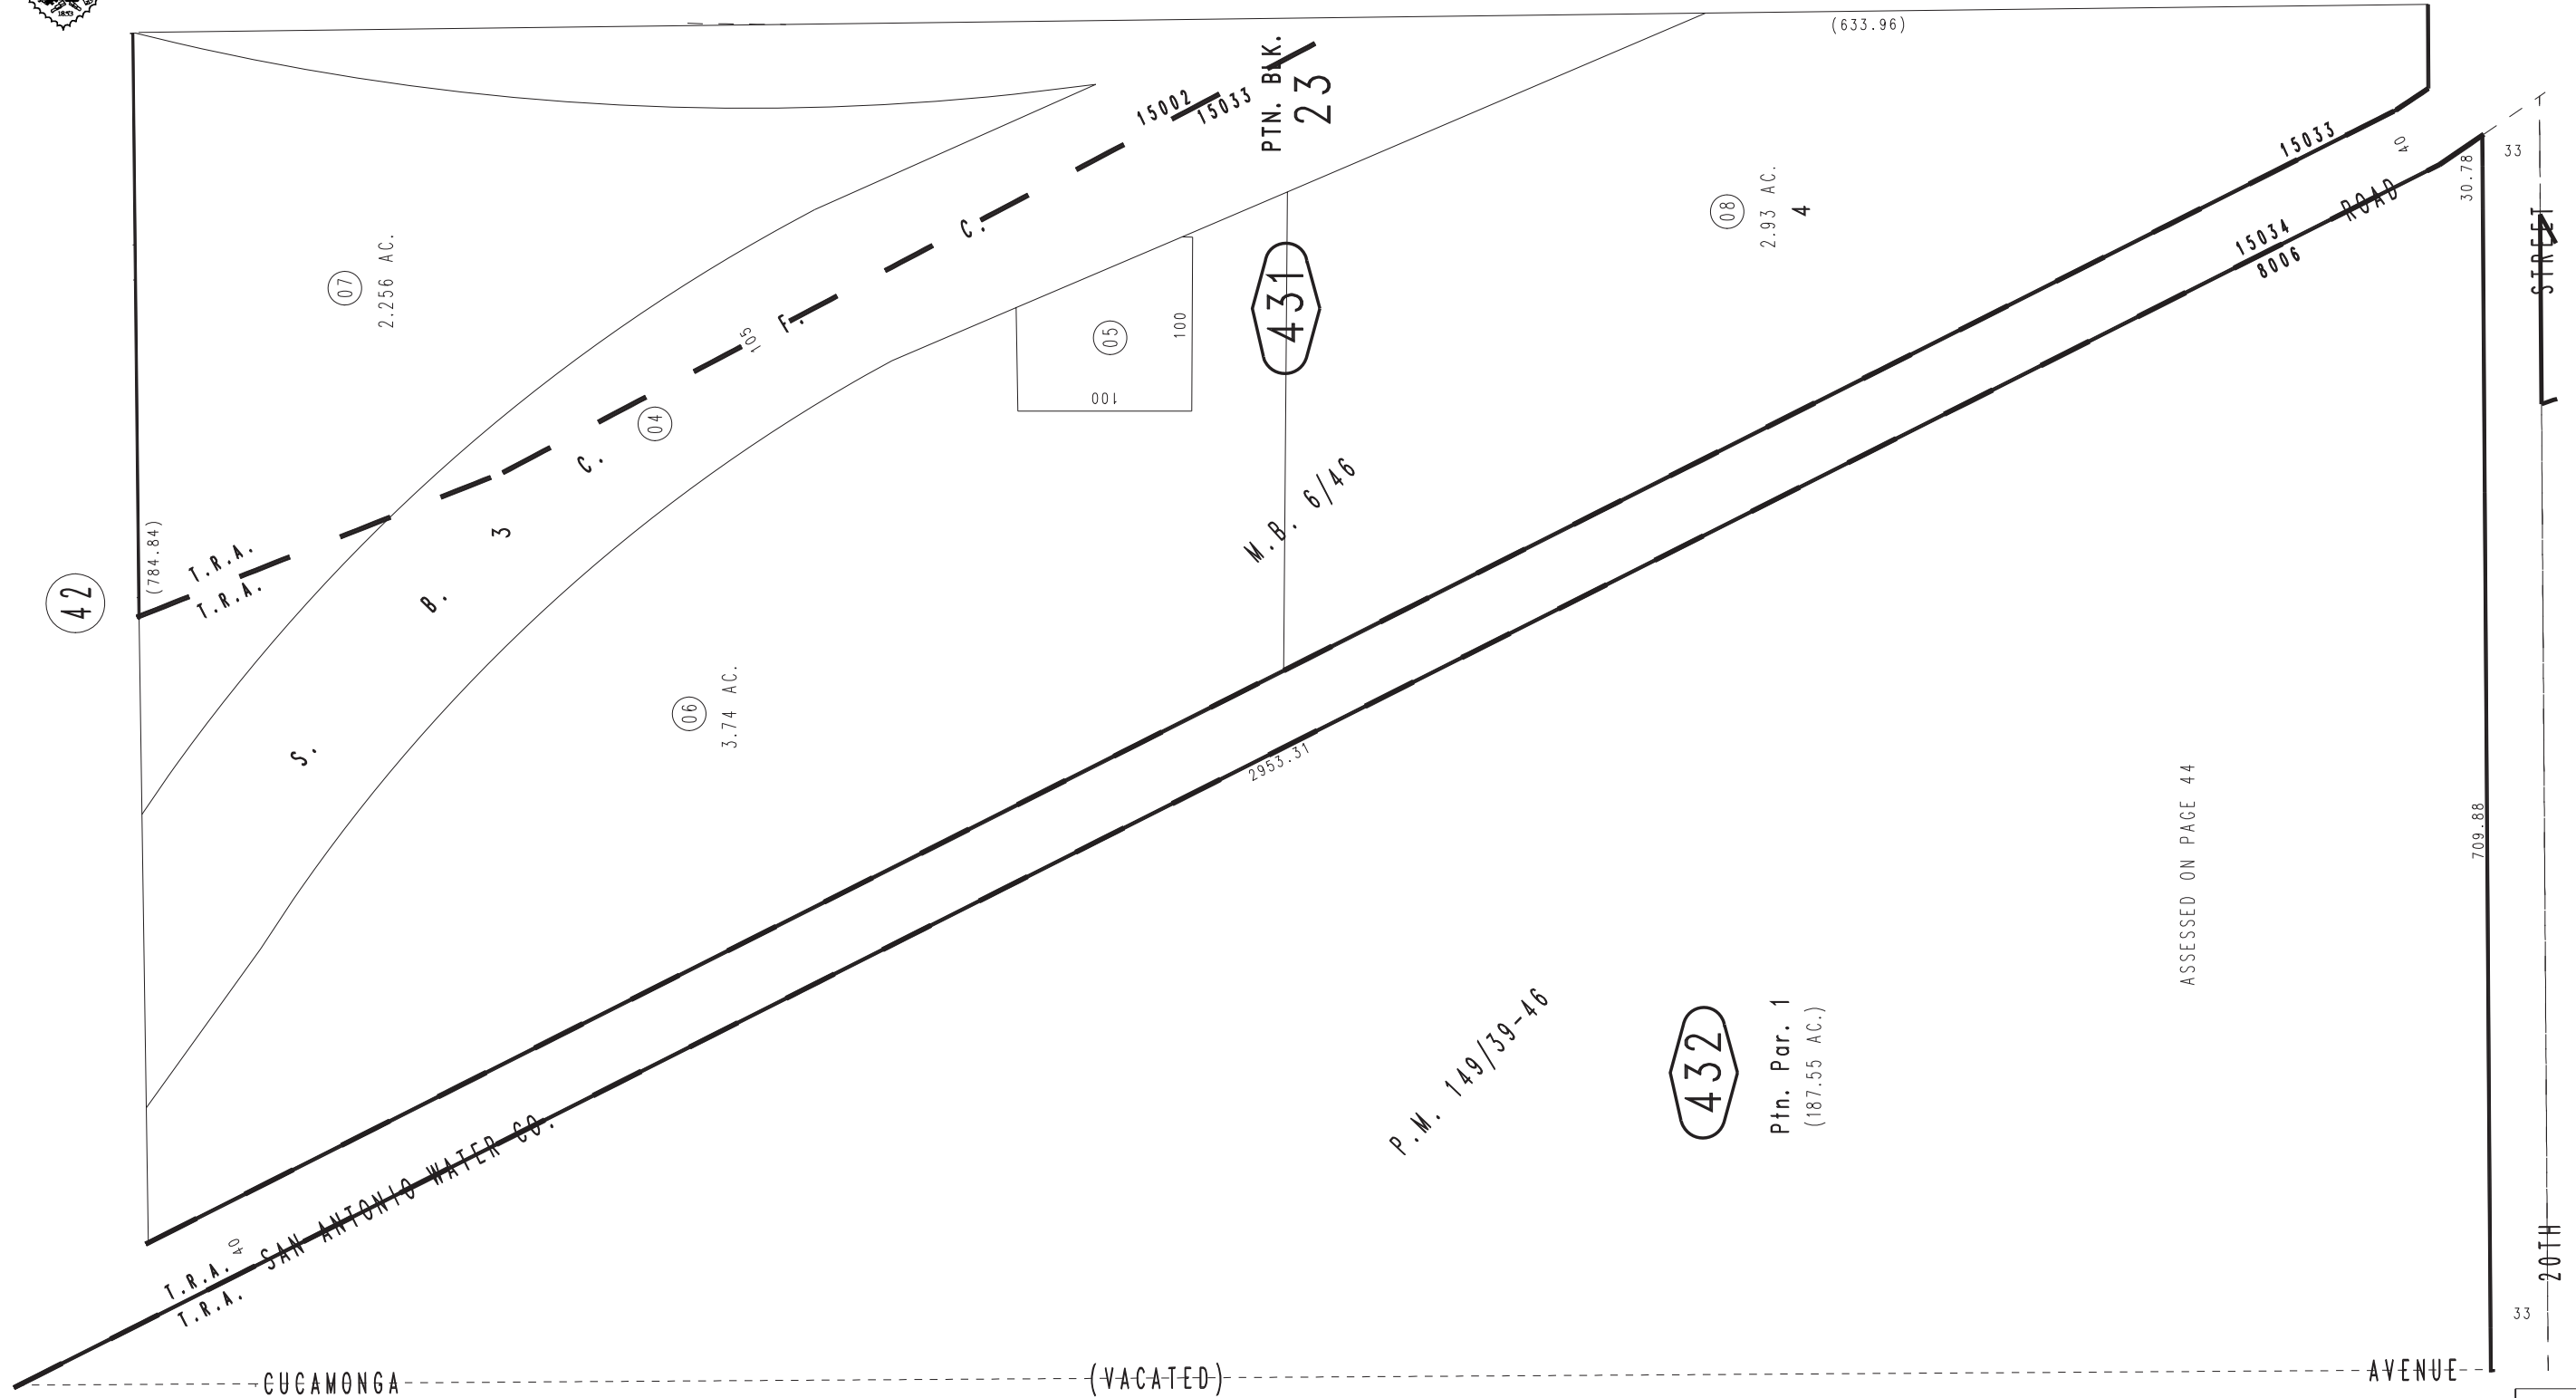 1853
(633.96)
PTN. BLK.
23
15002
15033
15033
40
ROAD
30.78
33
15034
8006
STREET
08
2.93 AC.
4
07
2.256 AC.
C.
F.
105
05
100
100
431
04
C.
3
B.
S.
(784.84)
T.R.A.
T.R.A.
42
M.B. 6/46
06
3.74 AC.
2953.31
ASSESSED ON PAGE 44
709.88
P.M. 149/39-46
432
Ptn. Par. 1
(187.55 AC.)
SAN ANTONIO WATER CO.
40
T.R.A.
T.R.A.
20TH
33
CUCAMONGA
(VACATED)
AVENUE